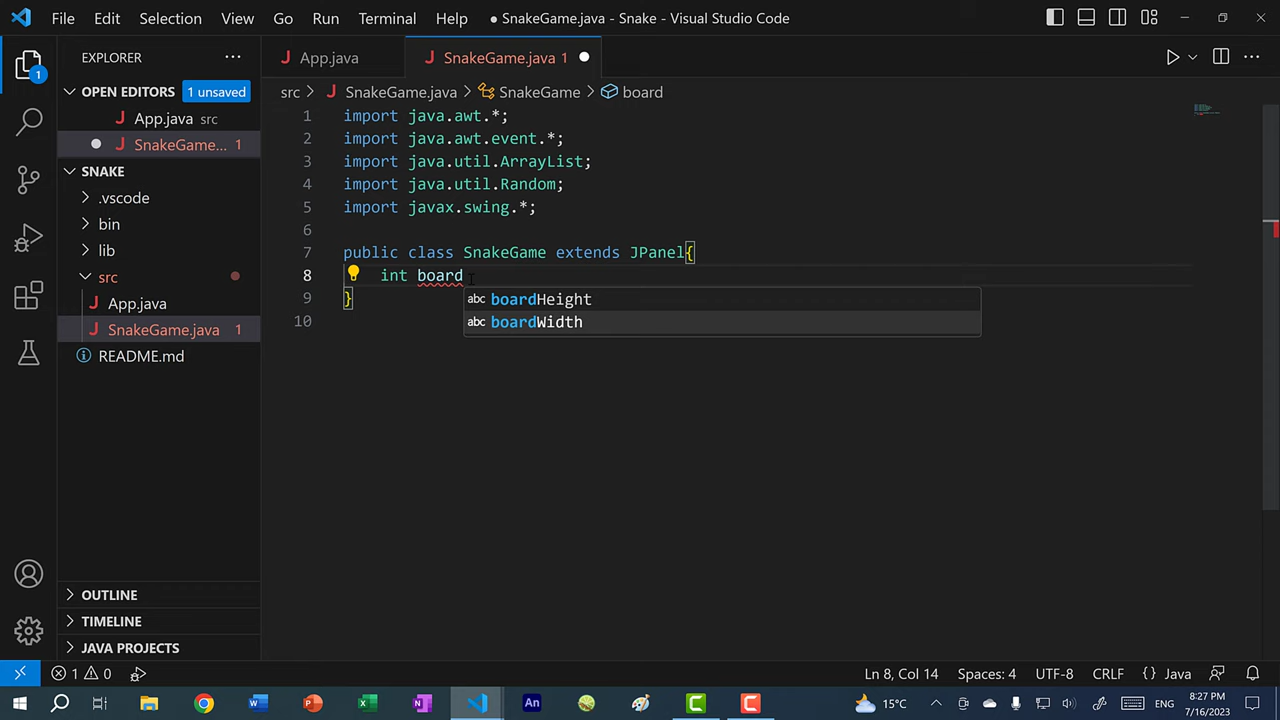 File Edit Selection View Go Run Terminal Help ● SnakeGame.java - Snake - Visual Studio Code
EXPLORER
OPEN EDITORS 1 unsaved
App.java src
SnakeGame... 1
SNAKE
.vscode
bin
lib
src
App.java
SnakeGame.java 1
README.md
OUTLINE
TIMELINE
JAVA PROJECTS
1
App.java SnakeGame.java 1
src > SnakeGame.java > SnakeGame > board
1 import java.awt.*;
2 import java.awt.event.*;
3 import java.util.ArrayList;
4 import java.util.Random;
5 import javax.swing.*;
6
7 public class SnakeGame extends JPanel{
8 int board
9 }
10
abc boardHeight
abc boardWidth
1 0 Ln 8, Col 14 Spaces: 4 UTF-8 CRLF {} Java
An 15°C ENG 8:27 PM
7/16/2023